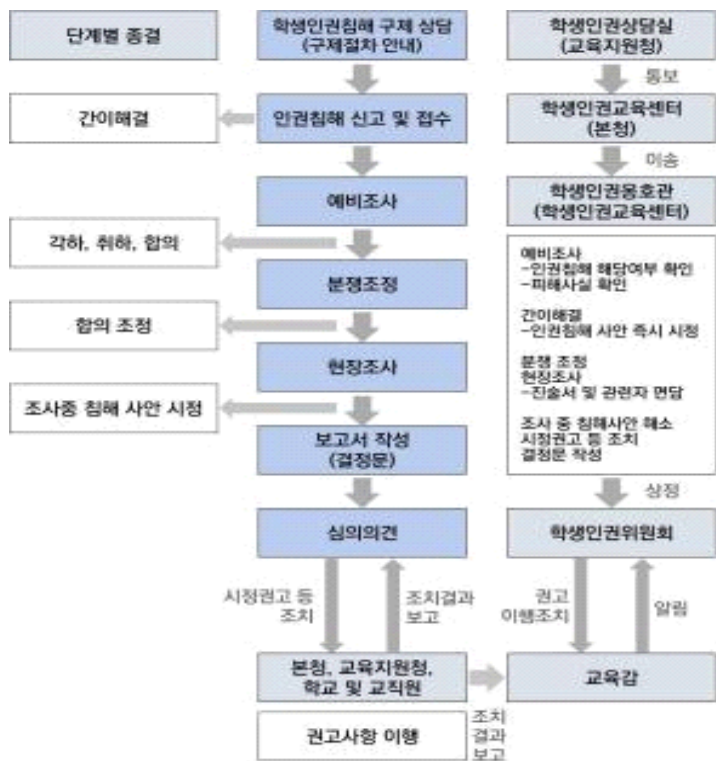 단계별 종결
학생인권침해 구제 상담
(구제절차 안내)
학생인권상담실
(교육지원청)
통보
간이해결
인권침해 신고 및 접수
학생인권교육센터
(본청)
이송
예비조사
학생인권옹호관
(학생인권교육센터)
각하, 취하, 합의
분쟁조정
합의 조정
현장조사
조사중 침해 사안 시정
보고서 작성
(결정문)
예비조사
-인권침해 해당여부 확인
-피해사실 확인
간이해결
-인권침해 사안 즉시 시정
분쟁 조정
현장조사
-진술서 및 관련자 면담
조사 중 침해사안 해소
시정권고 등 조치
결정문 작성
상정
심의의견
학생인권위원회
시정권고 등
조치
조치결과
보고
권고
이행조치
알림
본청, 교육지원청,
학교 및 교직원
교육감
권고사항 이행
조치
결과
보고